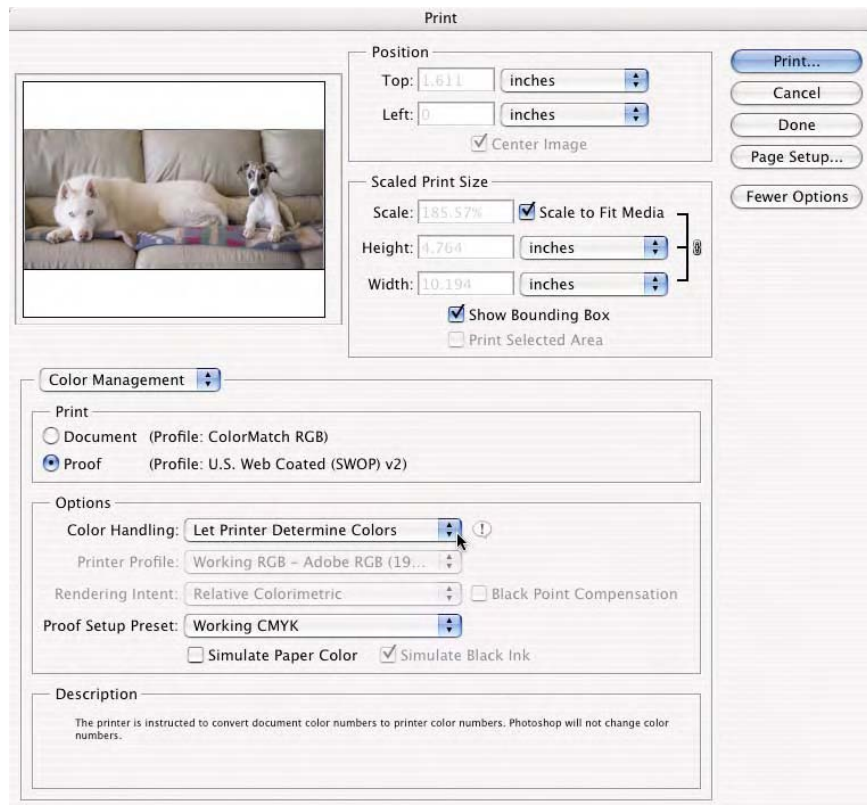 Print
Position
Top: 1.611 inches
Left: 0 inches
Center Image
Scaled Print Size
Scale: 185.57% Scale to Fit Media
Height: 4.764 inches
Width: 10.194 inches
Show Bounding Box
Print Selected Area
Print...
Cancel
Done
Page Setup...
Fewer Options
Color Management
Print
Document (Profile: ColorMatch RGB)
Proof (Profile: U.S. Web Coated (SWOP) v2)
Options
Color Handling: Let Printer Determine Colors
Printer Profile: Working RGB – Adobe RGB (19...
Rendering Intent: Relative Colorimetric Black Point Compensation
Proof Setup Preset: Working CMYK
Simulate Paper Color Simulate Black Ink
Description
The printer is instructed to convert document color numbers to printer color numbers. Photoshop will not change color
numbers.